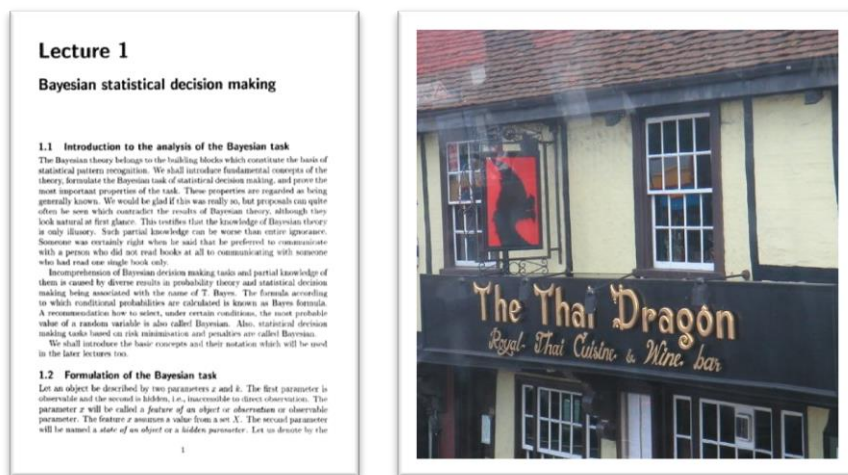 Lecture 1
Bayesian statistical decision making
1.1 Introduction to the analysis of the Bayesian task
The Bayesian theory belongs to the building blocks which constitute the basis of
statistical pattern recognition. We shall introduce fundamental concepts of the
theory, formulate the Bayesian task of statistical decision making, and prove the
most important properties of the task. These properties are regarded as being
generally known. We would be glad if this was really so, but proposals can quite
often be seen which contradict the results of Bayesian theory, although they
look natural at first glance. This testifies that the knowledge of Bayesian theory
is only illusory. Such partial knowledge can be worse than entire ignorance.
Someone was certainly right when he said that he preferred to communicate
with a person who did not read books at all to communicating with someone
who had read one single book only.
Incomprehension of Bayesian decision making tasks and partial knowledge of
them is caused by diverse results in probability theory and statistical decision
making being associated with the name of T. Bayes. The formula according
to which conditional probabilities are calculated is known as Bayes formula.
A recommendation how to select, under certain conditions, the most probable
value of a random variable is also called Bayesian. Also, statistical decision
making tasks based on risk minimisation and penalties are called Bayesian.
We shall introduce the basic concepts and their notation which will be used
in the later lectures too.
1.2 Formulation of the Bayesian task
Let an object be described by two parameters x and k. The first parameter is
observable and the second is hidden, i.e., inaccessible to direct observation. The
parameter x will be called a feature of an object or observation or observable
parameter. The feature x assumes a value from a set X. The second parameter
will be named a state of an object or a hidden parameter. Let us denote by the
1
The Thai Dragon
Royal Thai Cuisine & Wine bar